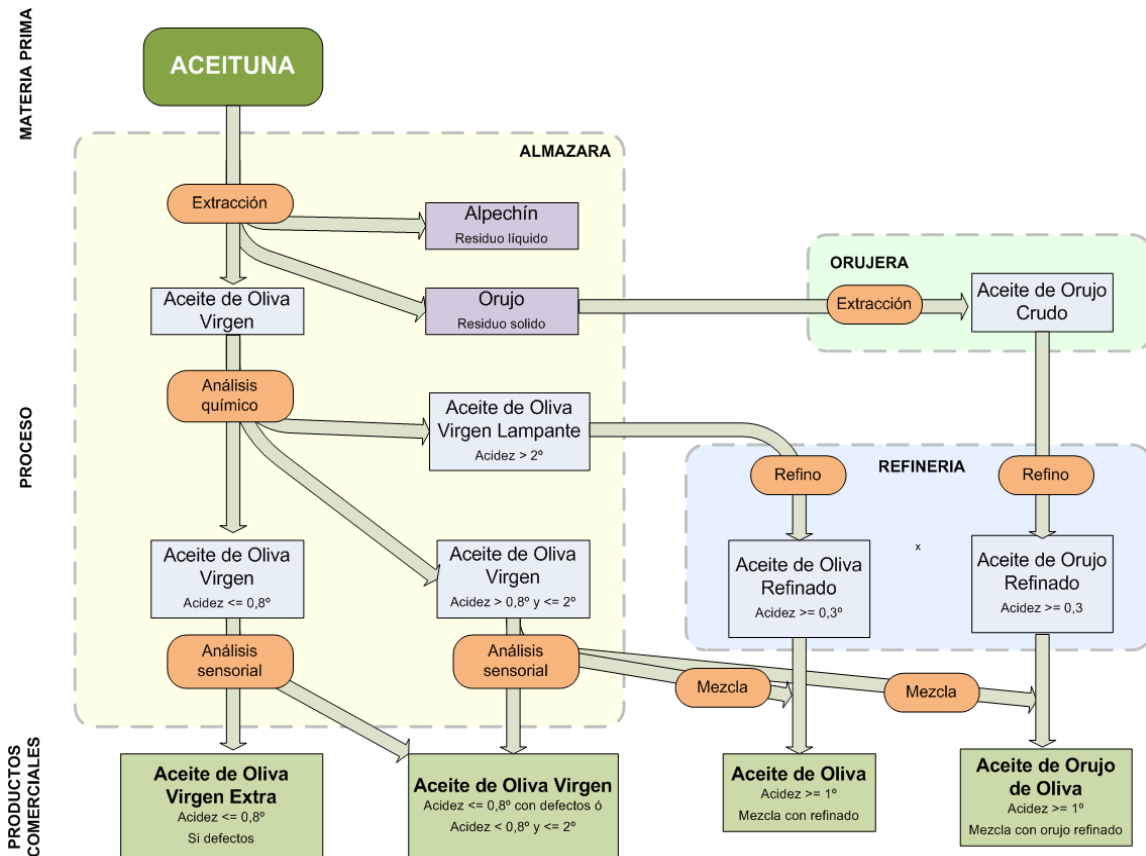 MATERIA PRIMA
ACEITUNA
ALMAZARA
Extracción
Alpechín
Residuo líquido
Orujo
Residuo solido
Aceite de Oliva
Virgen
ORUJERA
Extracción
Aceite de Orujo
Crudo
PROCESO
Análisis
químico
Aceite de Oliva
Virgen Lampante
Acidez > 2º
REFINERIA
Refino
Refino
x
Aceite de Oliva
Virgen
Acidez <= 0,8º
Aceite de Oliva
Virgen
Acidez > 0,8º y <= 2º
Aceite de Oliva
Refinado
Acidez >= 0,3º
Aceite de Orujo
Refinado
Acidez >= 0,3
Análisis
sensorial
Análisis
sensorial
Mezcla
Mezcla
PRODUCTOS
COMERCIALES
Aceite de Oliva
Virgen Extra
Acidez <= 0,8º
Si defectos
Aceite de Oliva Virgen
Acidez <= 0,8º con defectos ó
Acidez < 0,8º y <= 2º
Aceite de Oliva
Acidez >= 1º
Mezcla con refinado
Aceite de Orujo
de Oliva
Acidez >= 1º
Mezcla con orujo refinado